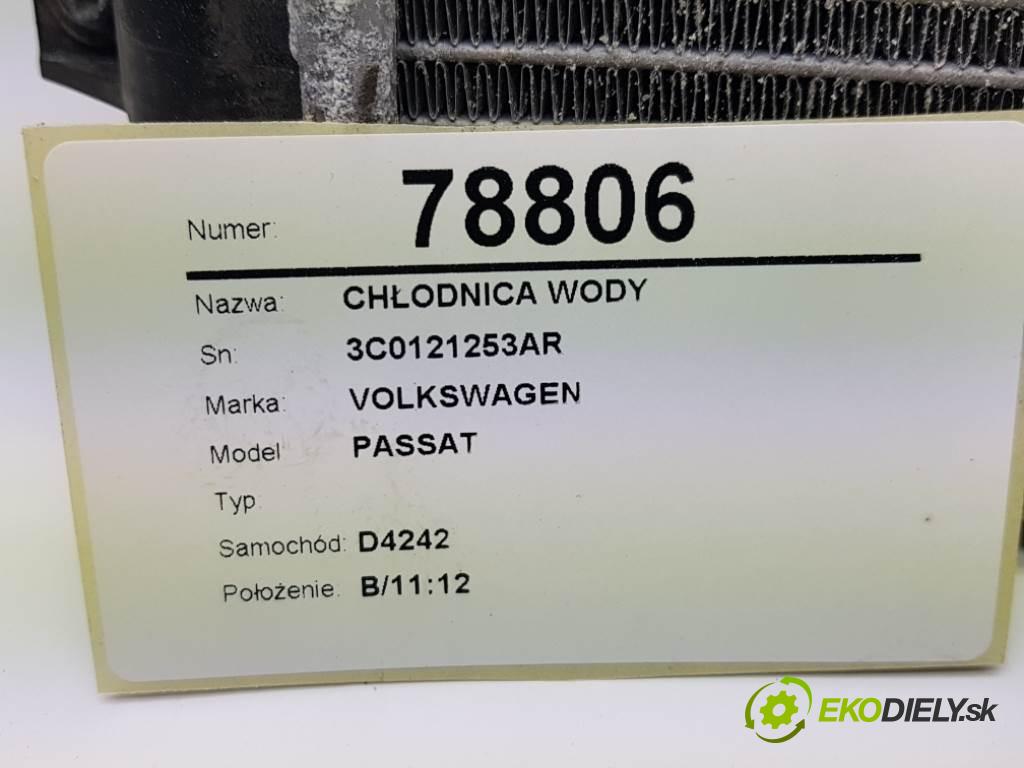 Numer: 78806
Nazwa: CHŁODNICA WODY
Sn: 3C0121253AR
Marka: VOLKSWAGEN
Model PASSAT
Typ
Samochód: D4242
Położenie: B/11:12
EKODIELY.sk